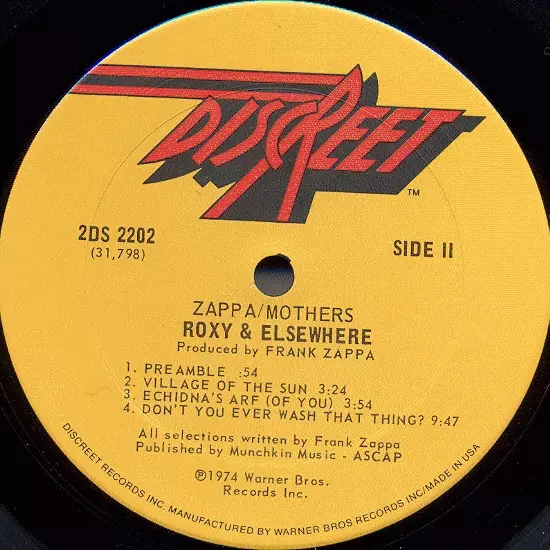 DISCREET
TM
2DS 2202
(31,798)
SIDE II
ZAPPA/MOTHERS
ROXY & ELSEWHERE
Produced by FRANK ZAPPA
1. PREAMBLE :54
2. VILLAGE OF THE SUN 3:24
3. ECHIDNA'S ARF (OF YOU) 3:54
4. DON'T YOU EVER WASH THAT THING? 9:47
All selections written by Frank Zappa
Published by Munchkin Music - ASCAP
Ⓟ1974 Warner Bros.
Records Inc.
DISCREET RECORDS INC. MANUFACTURED BY WARNER BROS RECORDS INC/MADE IN USA